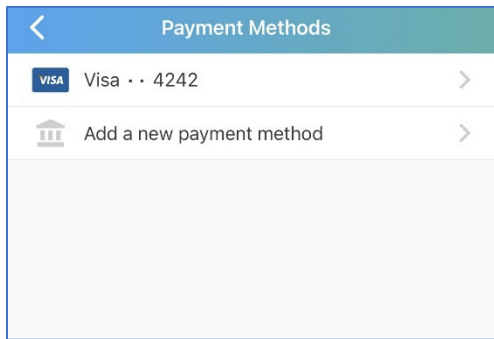 Payment Methods
VISA Visa •• 4242
Add a new payment method